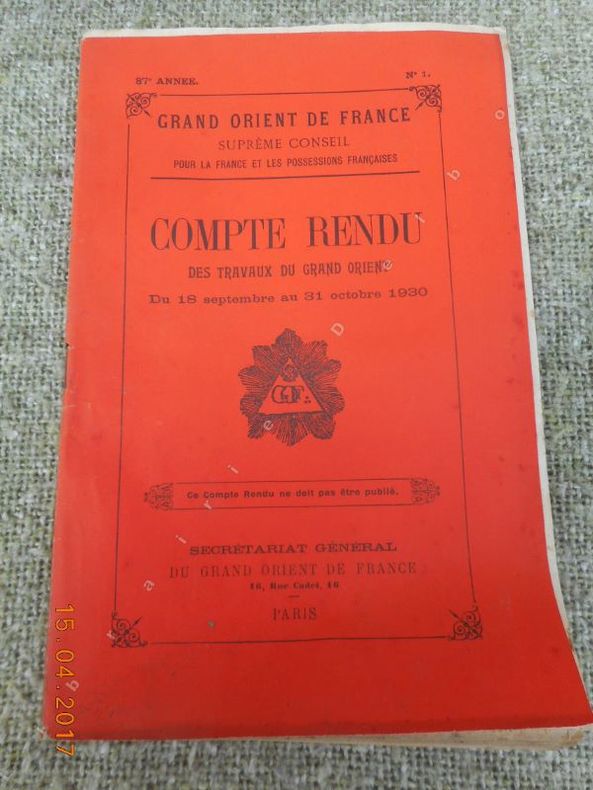 87e ANNEE. N° 1.
GRAND ORIENT DE FRANCE
SUPRÈME CONSEIL
POUR LA FRANCE ET LES POSSESSIONS FRANÇAISES
COMPTE RENDU
DES TRAVAUX DU GRAND ORIENT
Du 18 septembre au 31 octobre 1930
Ce Compte Rendu ne doit pas être publié.
SECRÉTARIAT GÉNÉRAL
DU GRAND ORIENT DE FRANCE
16, Rue Cadet, 16
PARIS
15.04.2017